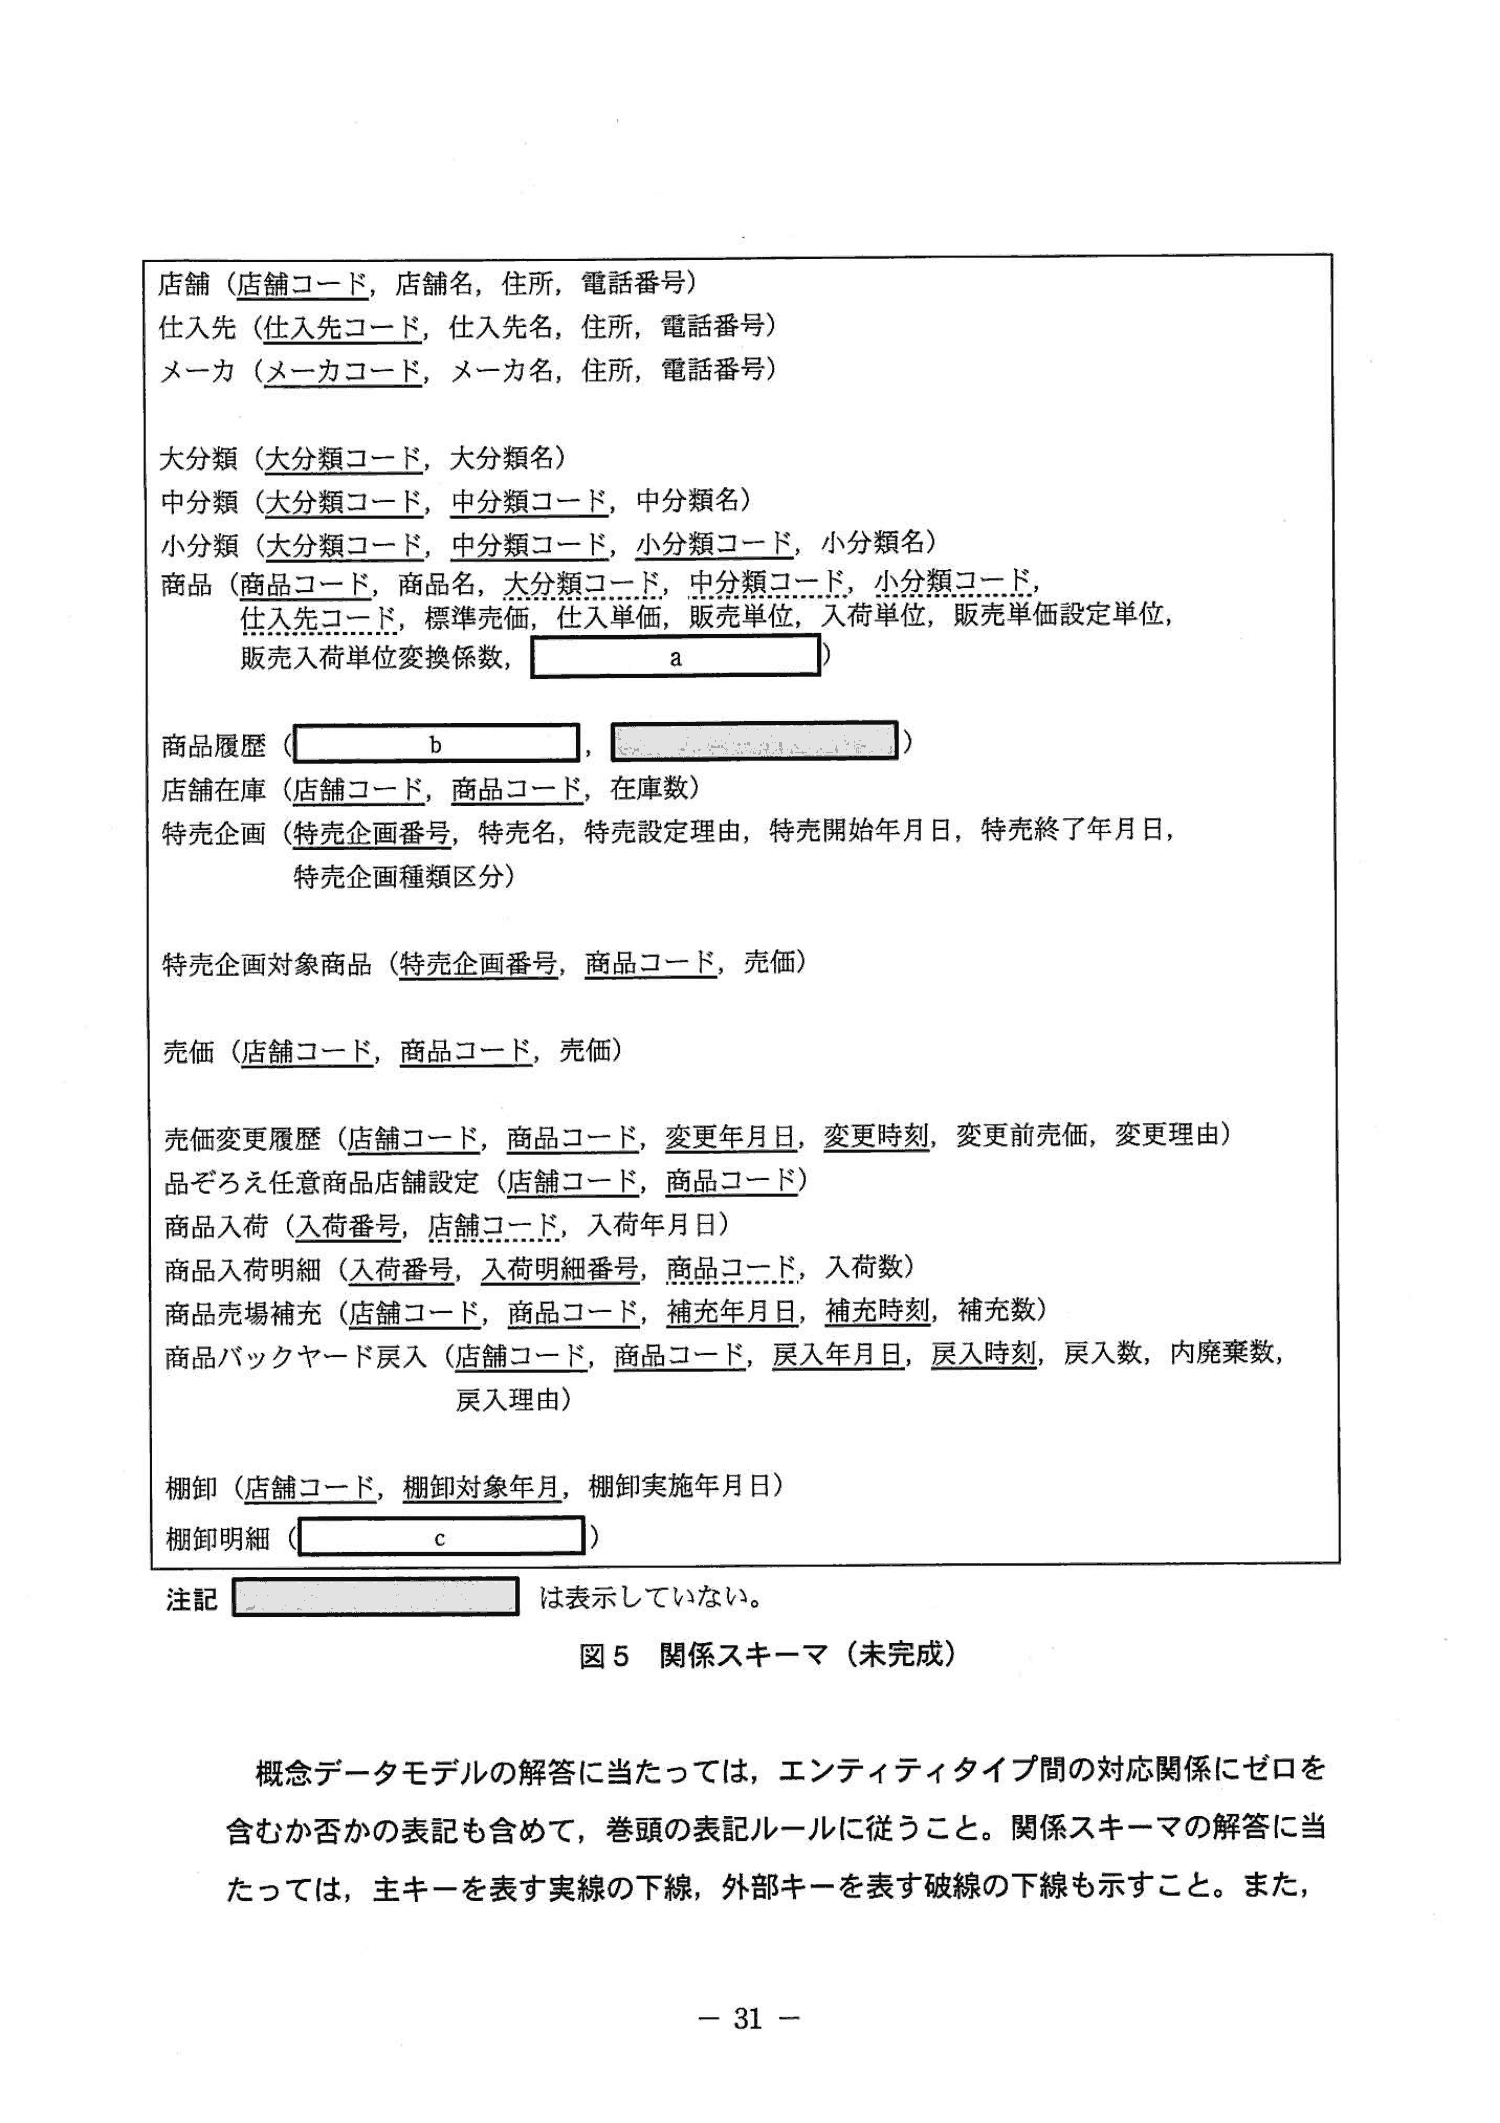 店舗（店舗コード，店舗名，住所，電話番号）
仕入先（仕入先コード，仕入先名，住所，電話番号）
メーカ（メーカコード，メーカ名，住所，電話番号）
大分類（大分類コード，大分類名）
中分類（大分類コード，中分類コード，中分類名）
小分類（大分類コード，中分類コード，小分類コード，小分類名）
商品（商品コード，商品名，大分類コード，中分類コード，小分類コード，
仕入先コード，標準売価，仕入単価，販売単位，入荷単位，販売単価設定単位，
販売入荷単位変換係数， a ）
商品履歴（ b ， ）
店舗在庫（店舗コード，商品コード，在庫数）
特売企画（特売企画番号，特売名，特売設定理由，特売開始年月日，特売終了年月日，
特売企画種類区分）
特売企画対象商品（特売企画番号，商品コード，売価）
売価（店舗コード，商品コード，売価）
売価変更履歴（店舗コード，商品コード，変更年月日，変更時刻，変更前売価，変更理由）
品ぞろえ任意商品店舗設定（店舗コード，商品コード）
商品入荷（入荷番号，店舗コード，入荷年月日）
商品入荷明細（入荷番号，入荷明細番号，商品コード，入荷数）
商品売場補充（店舗コード，商品コード，補充年月日，補充時刻，補充数）
商品バックヤード戻入（店舗コード，商品コード，戻入年月日，戻入時刻，戻入数，内廃棄数，
戻入理由）
棚卸（店舗コード，棚卸対象年月，棚卸実施年月日）
棚卸明細（ c ）
注記 は表示していない。
図5 関係スキーマ（未完成）
概念データモデルの解答に当たっては，エンティティタイプ間の対応関係にゼロを
含むか否かの表記も含めて，巻頭の表記ルールに従うこと。関係スキーマの解答に当
たっては，主キーを表す実線の下線，外部キーを表す破線の下線も示すこと。また，
－ 31 －